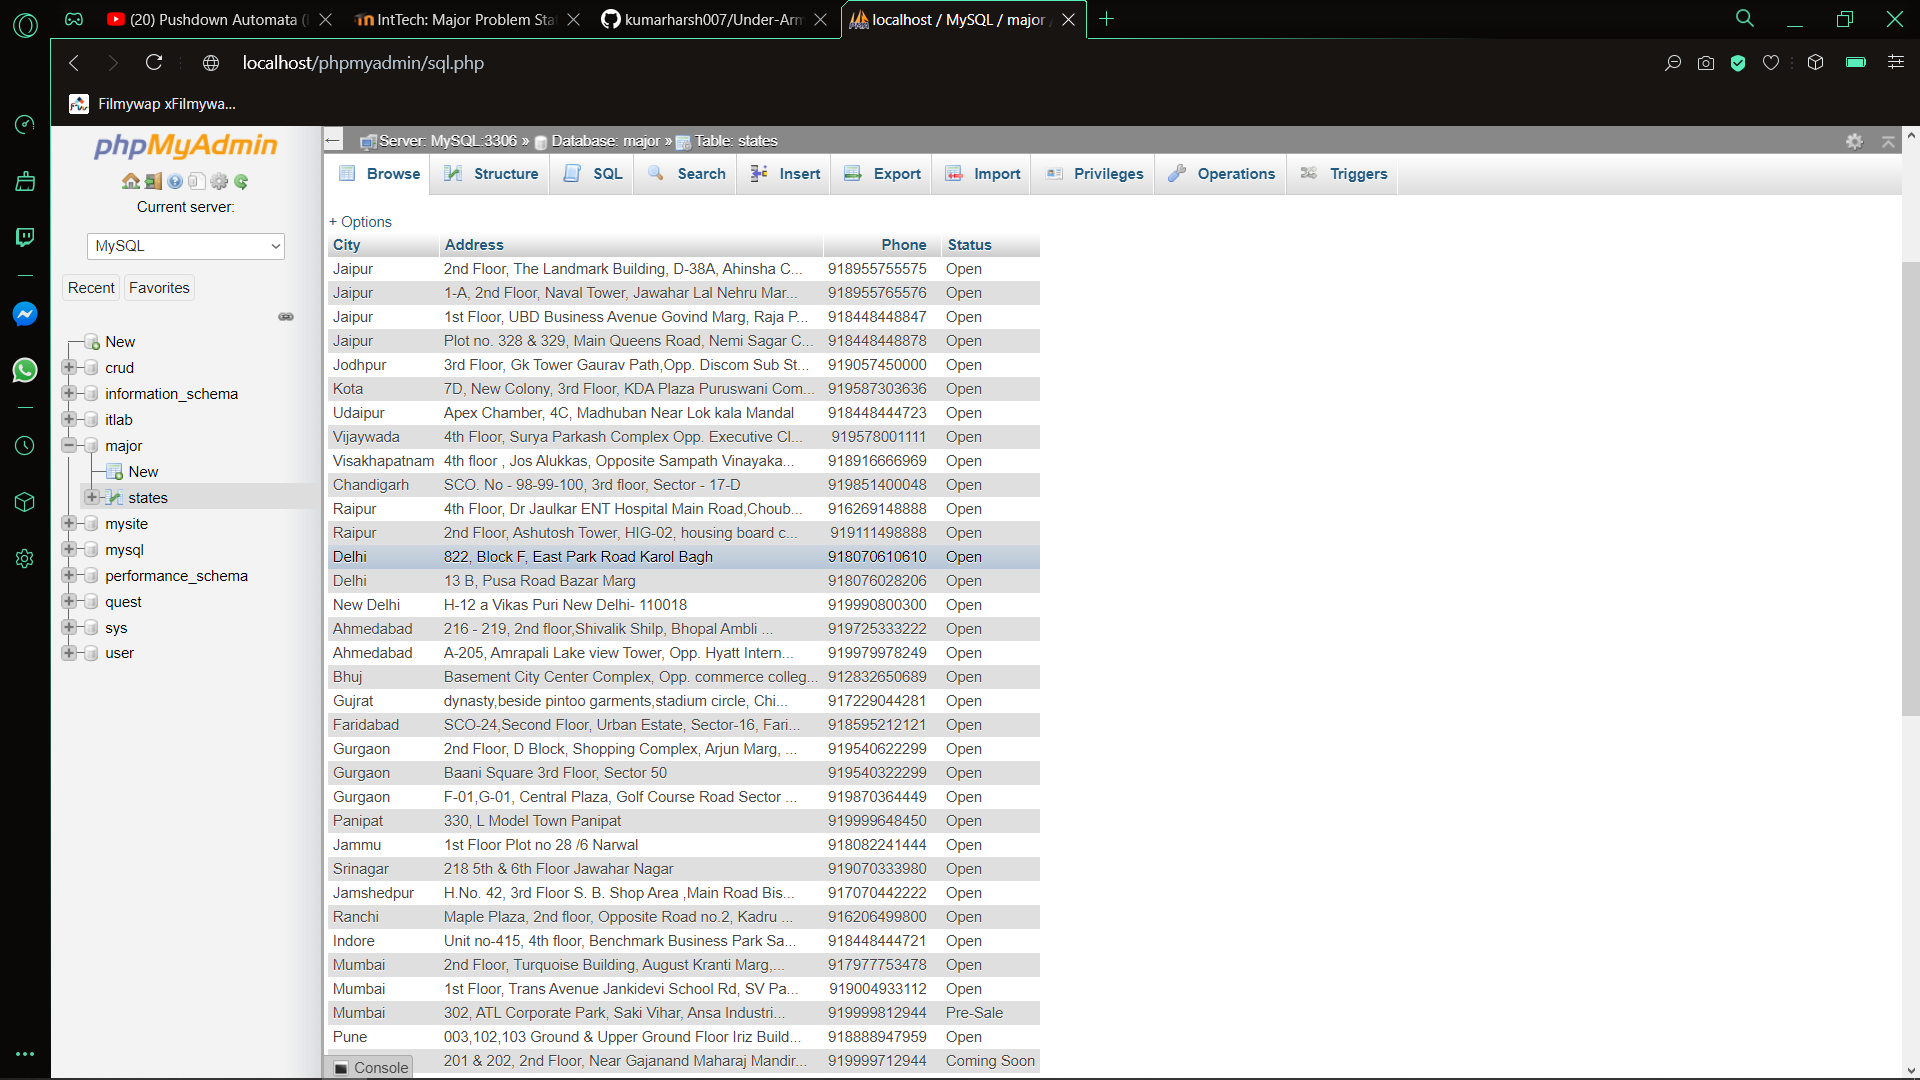 (20) Pushdown Automata (
IntTech: Major Problem Sta
kumarharsh007/Under-Arm
localhost / MySQL / major
localhost/phpmyadmin/sql.php
Filmywap xFilmywa...
phpMyAdmin
Current server:
MySQL
Recent
Favorites
New
crud
information_schema
itlab
major
New
states
mysite
mysql
performance_schema
quest
sys
user
Server: MySQL:3306 » Database: major » Table: states
Browse Structure SQL Search Insert Export Import Privileges Operations Triggers
+ Options
City Address Phone Status
Jaipur 2nd Floor, The Landmark Building, D-38A, Ahinsha C... 918955755575 Open
Jaipur 1-A, 2nd Floor, Naval Tower, Jawahar Lal Nehru Mar... 918955765576 Open
Jaipur 1st Floor, UBD Business Avenue Govind Marg, Raja P... 918448448847 Open
Jaipur Plot no. 328 & 329, Main Queens Road, Nemi Sagar C... 918448448878 Open
Jodhpur 3rd Floor, Gk Tower Gaurav Path,Opp. Discom Sub St... 919057450000 Open
Kota 7D, New Colony, 3rd Floor, KDA Plaza Puruswani Com... 919587303636 Open
Udaipur Apex Chamber, 4C, Madhuban Near Lok kala Mandal 918448444723 Open
Vijaywada 4th Floor, Surya Parkash Complex Opp. Executive Cl... 919578001111 Open
Visakhapatnam 4th floor , Jos Alukkas, Opposite Sampath Vinayaka... 918916666969 Open
Chandigarh SCO. No - 98-99-100, 3rd floor, Sector - 17-D 919851400048 Open
Raipur 4th Floor, Dr Jaulkar ENT Hospital Main Road,Choub... 916269148888 Open
Raipur 2nd Floor, Ashutosh Tower, HIG-02, housing board c... 919111498888 Open
Delhi 822, Block F, East Park Road Karol Bagh 918070610610 Open
Delhi 13 B, Pusa Road Bazar Marg 918076028206 Open
New Delhi H-12 a Vikas Puri New Delhi- 110018 919990800300 Open
Ahmedabad 216 - 219, 2nd floor,Shivalik Shilp, Bhopal Ambli ... 919725333222 Open
Ahmedabad A-205, Amrapali Lake view Tower, Opp. Hyatt Intern... 919979978249 Open
Bhuj Basement City Center Complex, Opp. commerce colleg... 912832650689 Open
Gujrat dynasty,beside pintoo garments,stadium circle, Chi... 917229044281 Open
Faridabad SCO-24,Second Floor, Urban Estate, Sector-16, Fari... 918595212121 Open
Gurgaon 2nd Floor, D Block, Shopping Complex, Arjun Marg, ... 919540622299 Open
Gurgaon Baani Square 3rd Floor, Sector 50 919540322299 Open
Gurgaon F-01,G-01, Central Plaza, Golf Course Road Sector ... 919870364449 Open
Panipat 330, L Model Town Panipat 919999648450 Open
Jammu 1st Floor Plot no 28 /6 Narwal 918082241444 Open
Srinagar 218 5th & 6th Floor Jawahar Nagar 919070333980 Open
Jamshedpur H.No. 42, 3rd Floor S. B. Shop Area ,Main Road Bis... 917070442222 Open
Ranchi Maple Plaza, 2nd floor, Opposite Road no.2, Kadru ... 916206499800 Open
Indore Unit no-415, 4th floor, Benchmark Business Park Sa... 918448444721 Open
Mumbai 2nd Floor, Turquoise Building, August Kranti Marg,... 917977753478 Open
Mumbai 1st Floor, Trans Avenue Jankidevi School Rd, SV Pa... 919004933112 Open
Mumbai 302, ATL Corporate Park, Saki Vihar, Ansa Industri... 919999812944 Pre-Sale
Pune 003,102,103 Ground & Upper Ground Floor Iriz Build... 918888947959 Open
201 & 202, 2nd Floor, Near Gajanand Maharaj Mandir... 919999712944 Coming Soon
Console